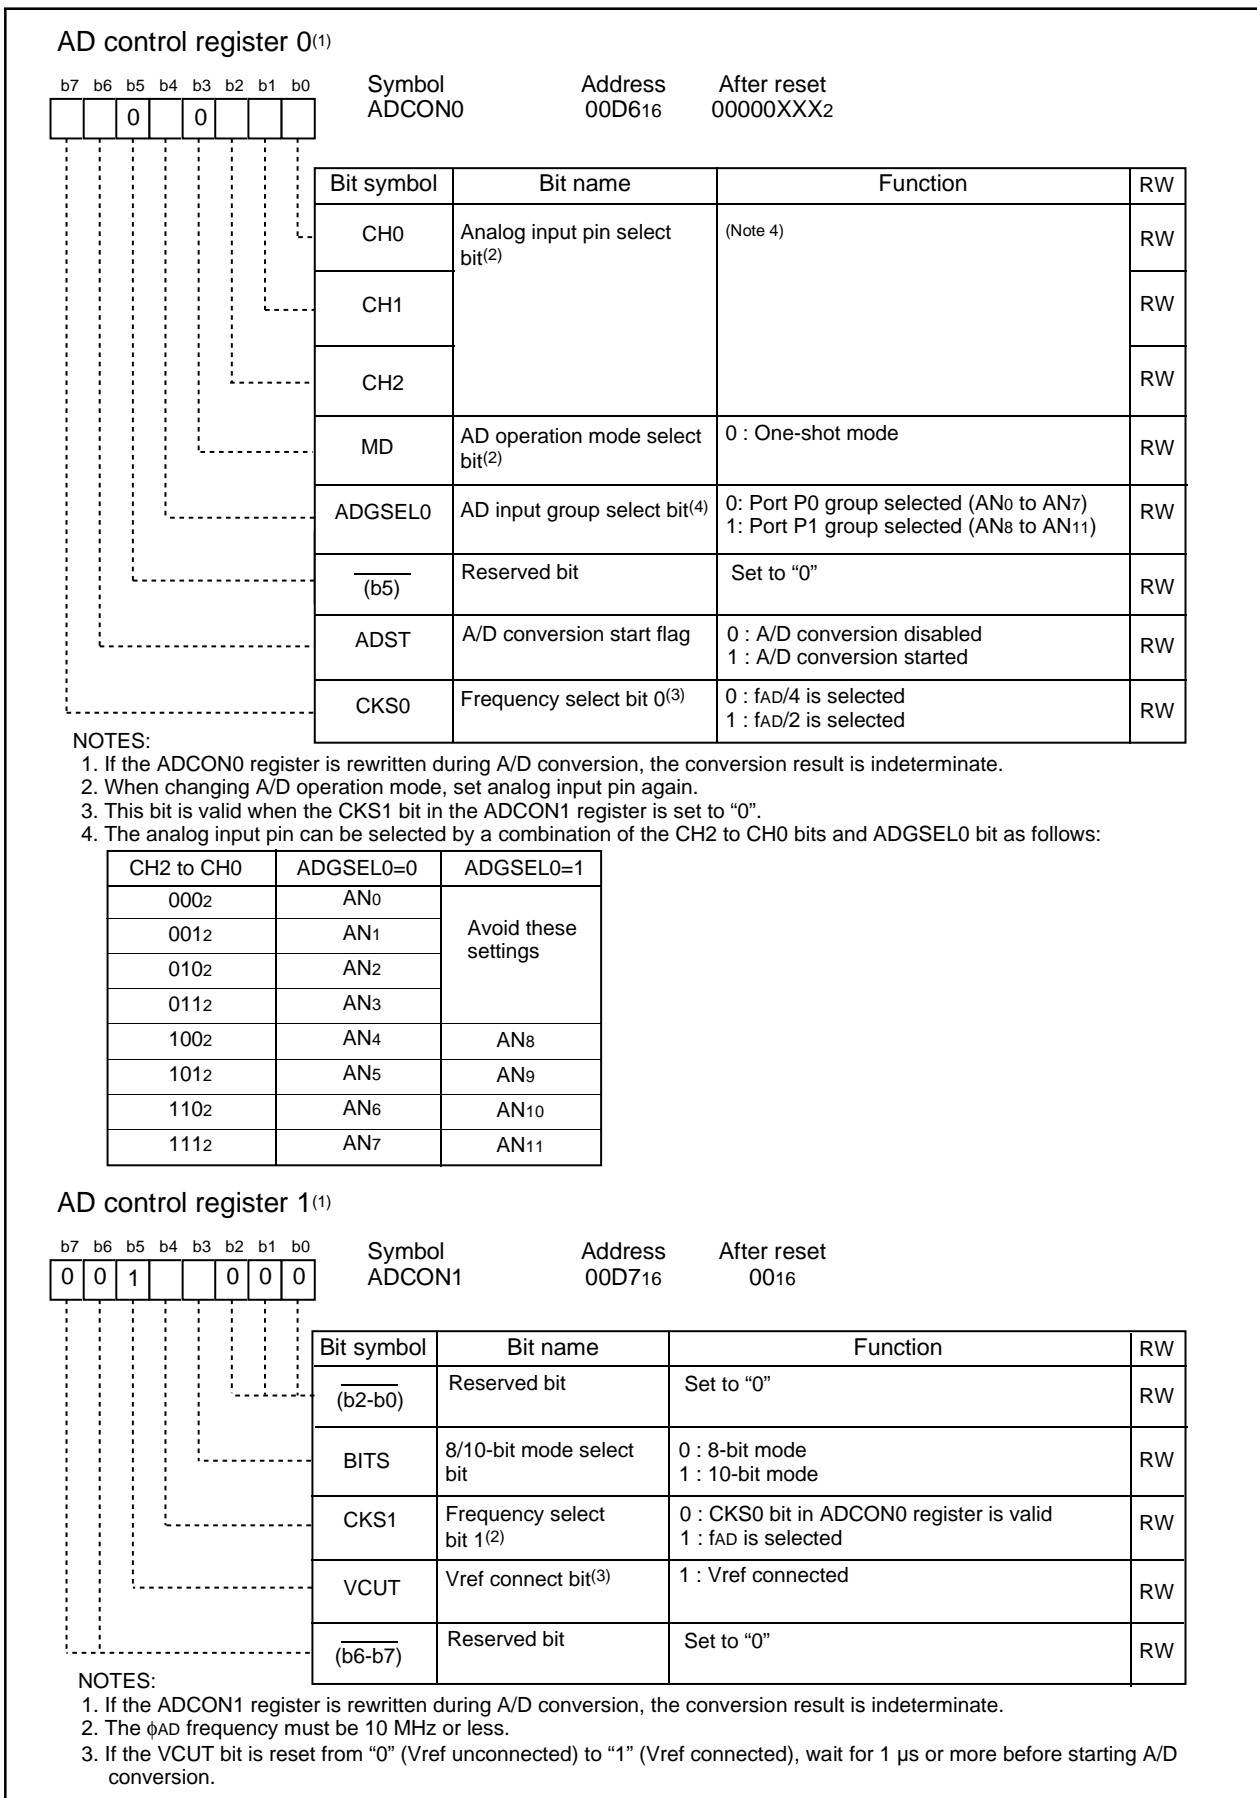 AD control register 0(1)
b7 b6 b5 b4 b3 b2 b1 b0
0 0
Symbol Address After reset
ADCON0 00D616 00000XXX2
Bit symbol Bit name Function RW
CH0 Analog input pin select bit(2) (Note 4) RW
CH1 RW
CH2 RW
MD AD operation mode select bit(2) 0 : One-shot mode RW
ADGSEL0 AD input group select bit(4) 0: Port P0 group selected (AN0 to AN7) RW
1: Port P1 group selected (AN8 to AN11)
(b5) Reserved bit Set to “0” RW
ADST A/D conversion start flag 0 : A/D conversion disabled RW
1 : A/D conversion started
CKS0 Frequency select bit 0(3) 0 : fAD/4 is selected RW
1 : fAD/2 is selected
NOTES:
1. If the ADCON0 register is rewritten during A/D conversion, the conversion result is indeterminate.
2. When changing A/D operation mode, set analog input pin again.
3. This bit is valid when the CKS1 bit in the ADCON1 register is set to “0”.
4. The analog input pin can be selected by a combination of the CH2 to CH0 bits and ADGSEL0 bit as follows:
CH2 to CH0 ADGSEL0=0 ADGSEL0=1
0002 AN0
0012 AN1 Avoid these
0102 AN2 settings
0112 AN3
1002 AN4 AN8
1012 AN5 AN9
1102 AN6 AN10
1112 AN7 AN11
AD control register 1(1)
b7 b6 b5 b4 b3 b2 b1 b0
0 0 1 0 0 0
Symbol Address After reset
ADCON1 00D716 0016
Bit symbol Bit name Function RW
(b2-b0) Reserved bit Set to “0” RW
BITS 8/10-bit mode select bit 0 : 8-bit mode RW
1 : 10-bit mode
CKS1 Frequency select bit 1(2) 0 : CKS0 bit in ADCON0 register is valid RW
1 : fAD is selected
VCUT Vref connect bit(3) 1 : Vref connected RW
(b6-b7) Reserved bit Set to “0” RW
NOTES:
1. If the ADCON1 register is rewritten during A/D conversion, the conversion result is indeterminate.
2. The ϕAD frequency must be 10 MHz or less.
3. If the VCUT bit is reset from “0” (Vref unconnected) to “1” (Vref connected), wait for 1 µs or more before starting A/D
conversion.